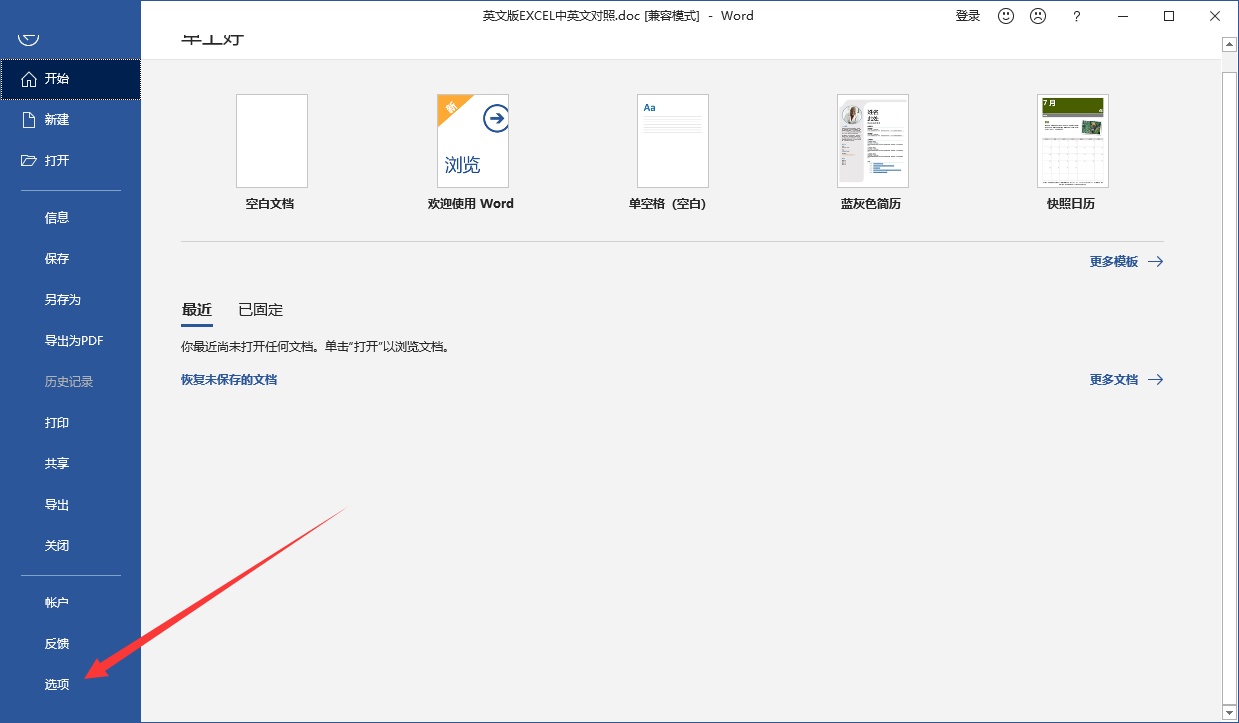 英文版EXCEL中英文对照.doc [兼容模式] - Word
登录
?
早上好
开始
新建
打开
信息
保存
另存为
导出为PDF
历史记录
打印
共享
导出
关闭
帐户
反馈
选项
新
浏览
Aa
姓名
7 月
空白文档
欢迎使用 Word
单空格 (空白)
蓝灰色简历
快照日历
更多模板
最近
已固定
你最近尚未打开任何文档。单击"打开"以浏览文档。
恢复未保存的文档
更多文档